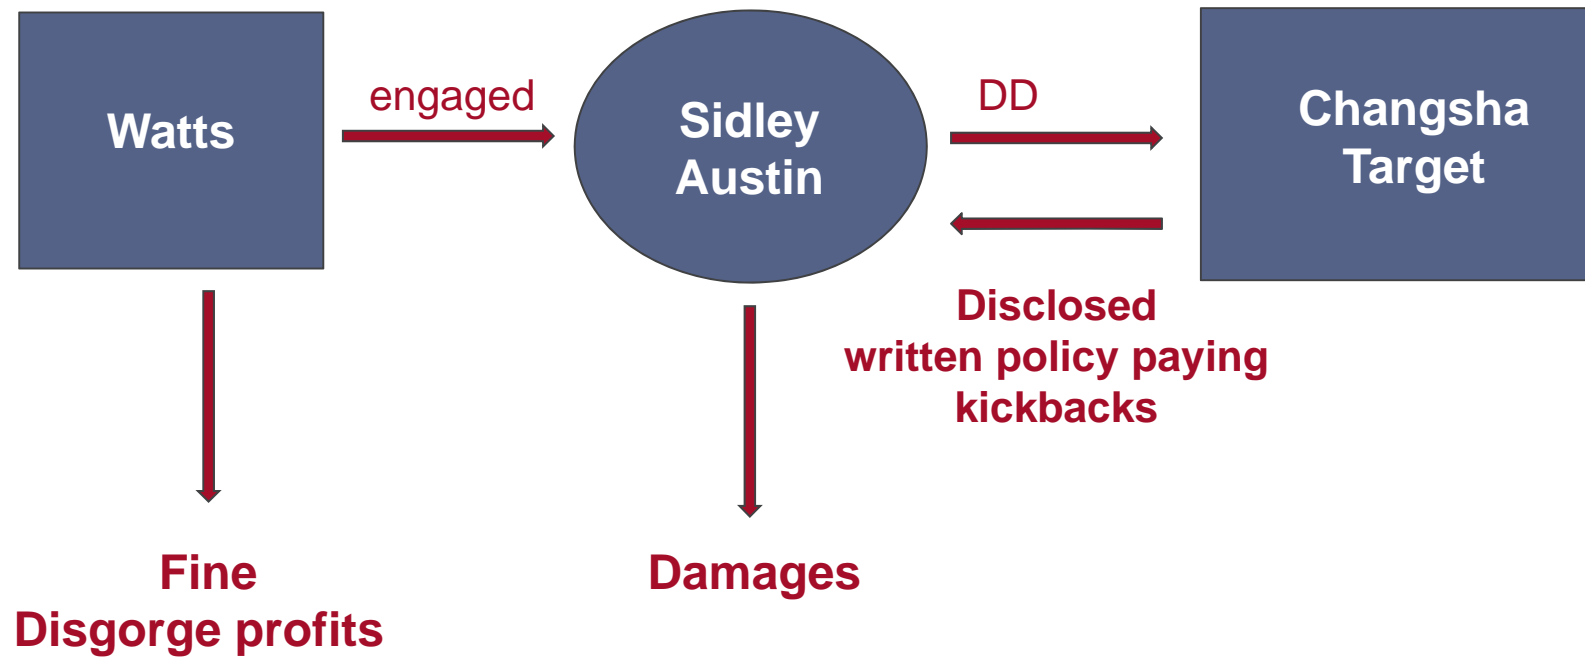 Watts
engaged
Sidley
Austin
DD
Changsha
Target
Disclosed
written policy paying
kickbacks
Fine
Disgorge profits
Damages